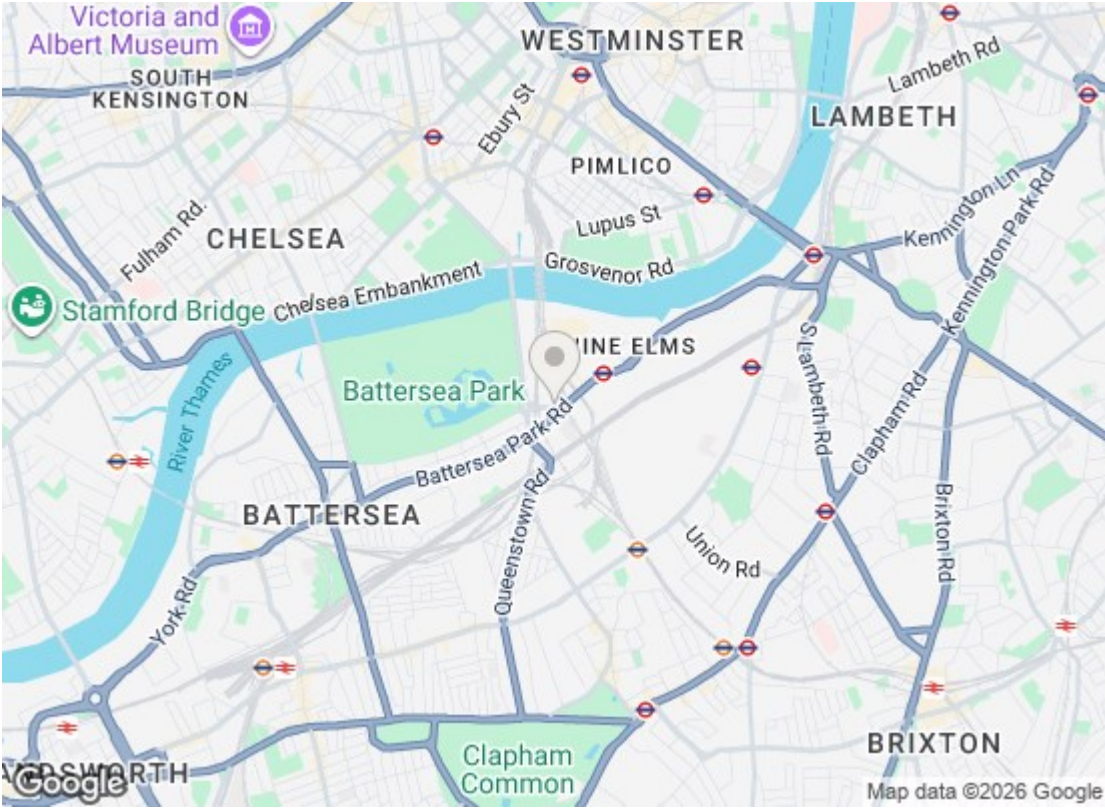 Victoria and
Albert Museum
WESTMINSTER
SOUTH
KENSINGTON
Lambeth Rd
Ebury St
LAMBETH
PIMLICO
Kennington Ln
Lupus St
Fulham Rd.
CHELSEA
Kennington Park Rd
Grosvenor Rd
Chelsea Embankment
Stamford Bridge
INE ELMS
S Lambeth Rd
River Thames
Battersea Park
Clapham Rd
Battersea Park Rd
BATTERSEA
Queenstown Rd
Brixton Rd
Union Rd
York Rd
BRIXTON
Clapham
Common
ANDSWORTH
Google
Map data ©2026 Google